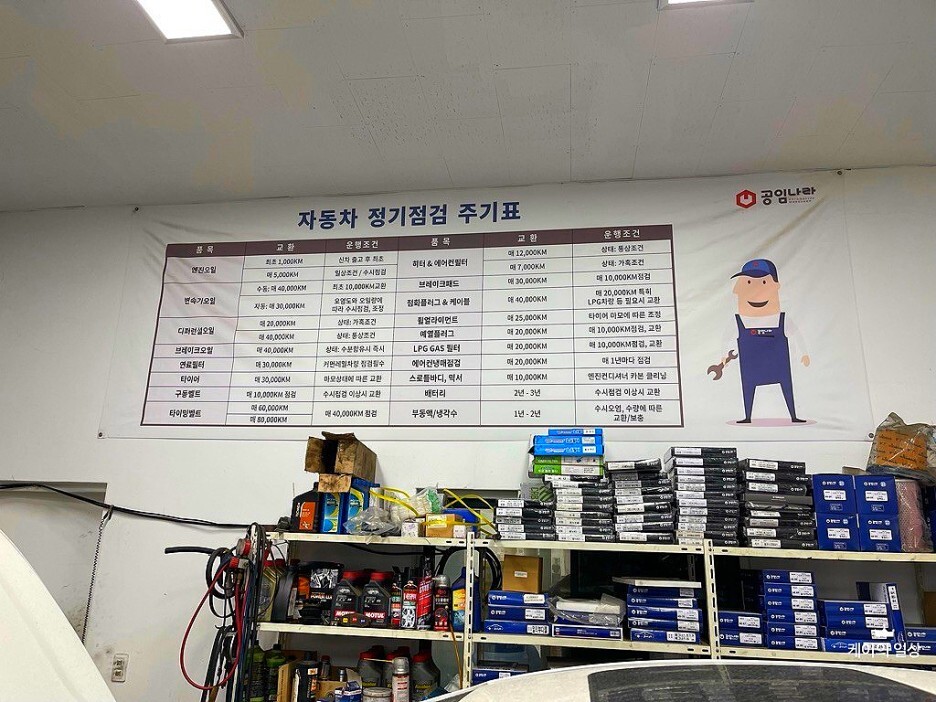 공임나라
자동차 정기점검 주기표
품 목 교 환 운행조건 품 목 교 환 운행조건
엔진오일 최초 1,000KM 신차 출고 후 최초
매 5,000KM 일상조건 / 수시점검
변속기오일 수동: 매 40,000KM 최초 10,000KM교환
자동: 매 30,000KM 오염도와 오일량에
따라 수시점검, 조정
디퍼런셜오일 매 20,000KM 상태: 가혹조건
매 40,000KM 상태: 통상조건
브레이크오일 매 40,000KM 상태: 수분함유시 즉시
연료필터 매 30,000KM 커먼레일차량 점검필수
타이어 매 30,000KM 마모상태에 따른 교환
구동벨트 매 10,000KM 점검 수시점검 이상시 교환
타이밍벨트 매 60,000KM 매 40,000KM 점검
매 80,000KM
히터 & 에어컨필터 매 12,000KM 상태: 통상조건
매 7,000KM 상태: 가혹조건
브레이크패드 매 30,000KM 매 10,000KM점검
점화플러그 & 케이블 매 40,000KM 매 20,000KM 특히
LPG차량 등 필요시 교환
휠얼라이먼트 매 25,000KM 타이어 마모에 따른 조정
예열플러그 매 20,000KM 매 10,000KM점검, 교환
LPG GAS 필터 매 20,000KM 매 10,000KM점검, 교환
에어컨냉매점검 매 20,000KM 매 1년마다 점검
스로틀바디, 럭셔 매 10,000KM 엔진컨디셔너 카본 클리닝
배터리 2년 - 3년 수시점검 이상시 교환
부동액/냉각수 1년 - 2년 수시오염, 수량에 따른
교환/보충
공임나라
MOTUL
MOTUL
케이의 일상